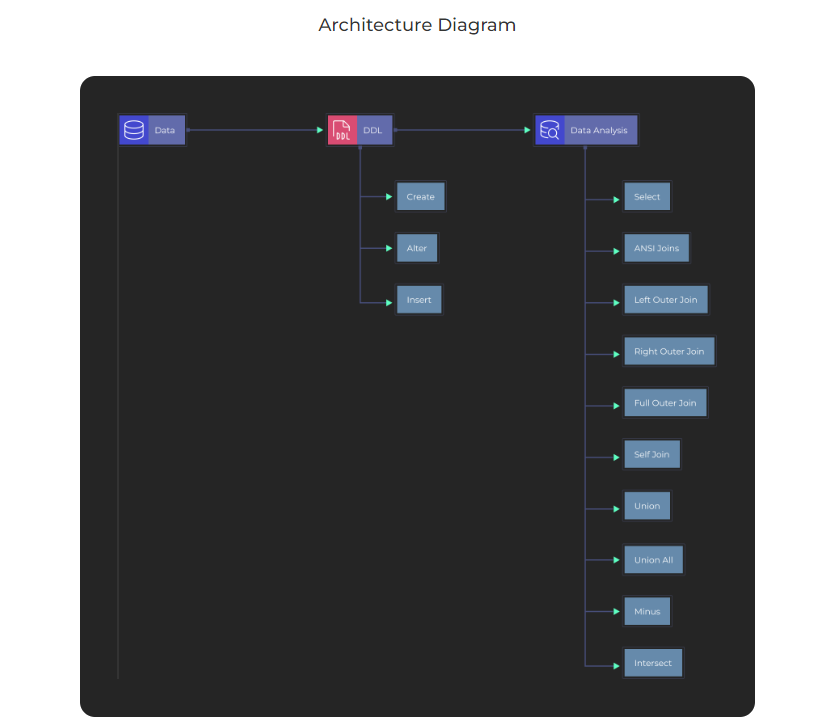 Architecture Diagram
Data
DDL
DDL
Data Analysis
Create
Alter
Insert
Select
ANSI Joins
Left Outer Join
Right Outer Join
Full Outer Join
Self Join
Union
Union All
Minus
Intersect